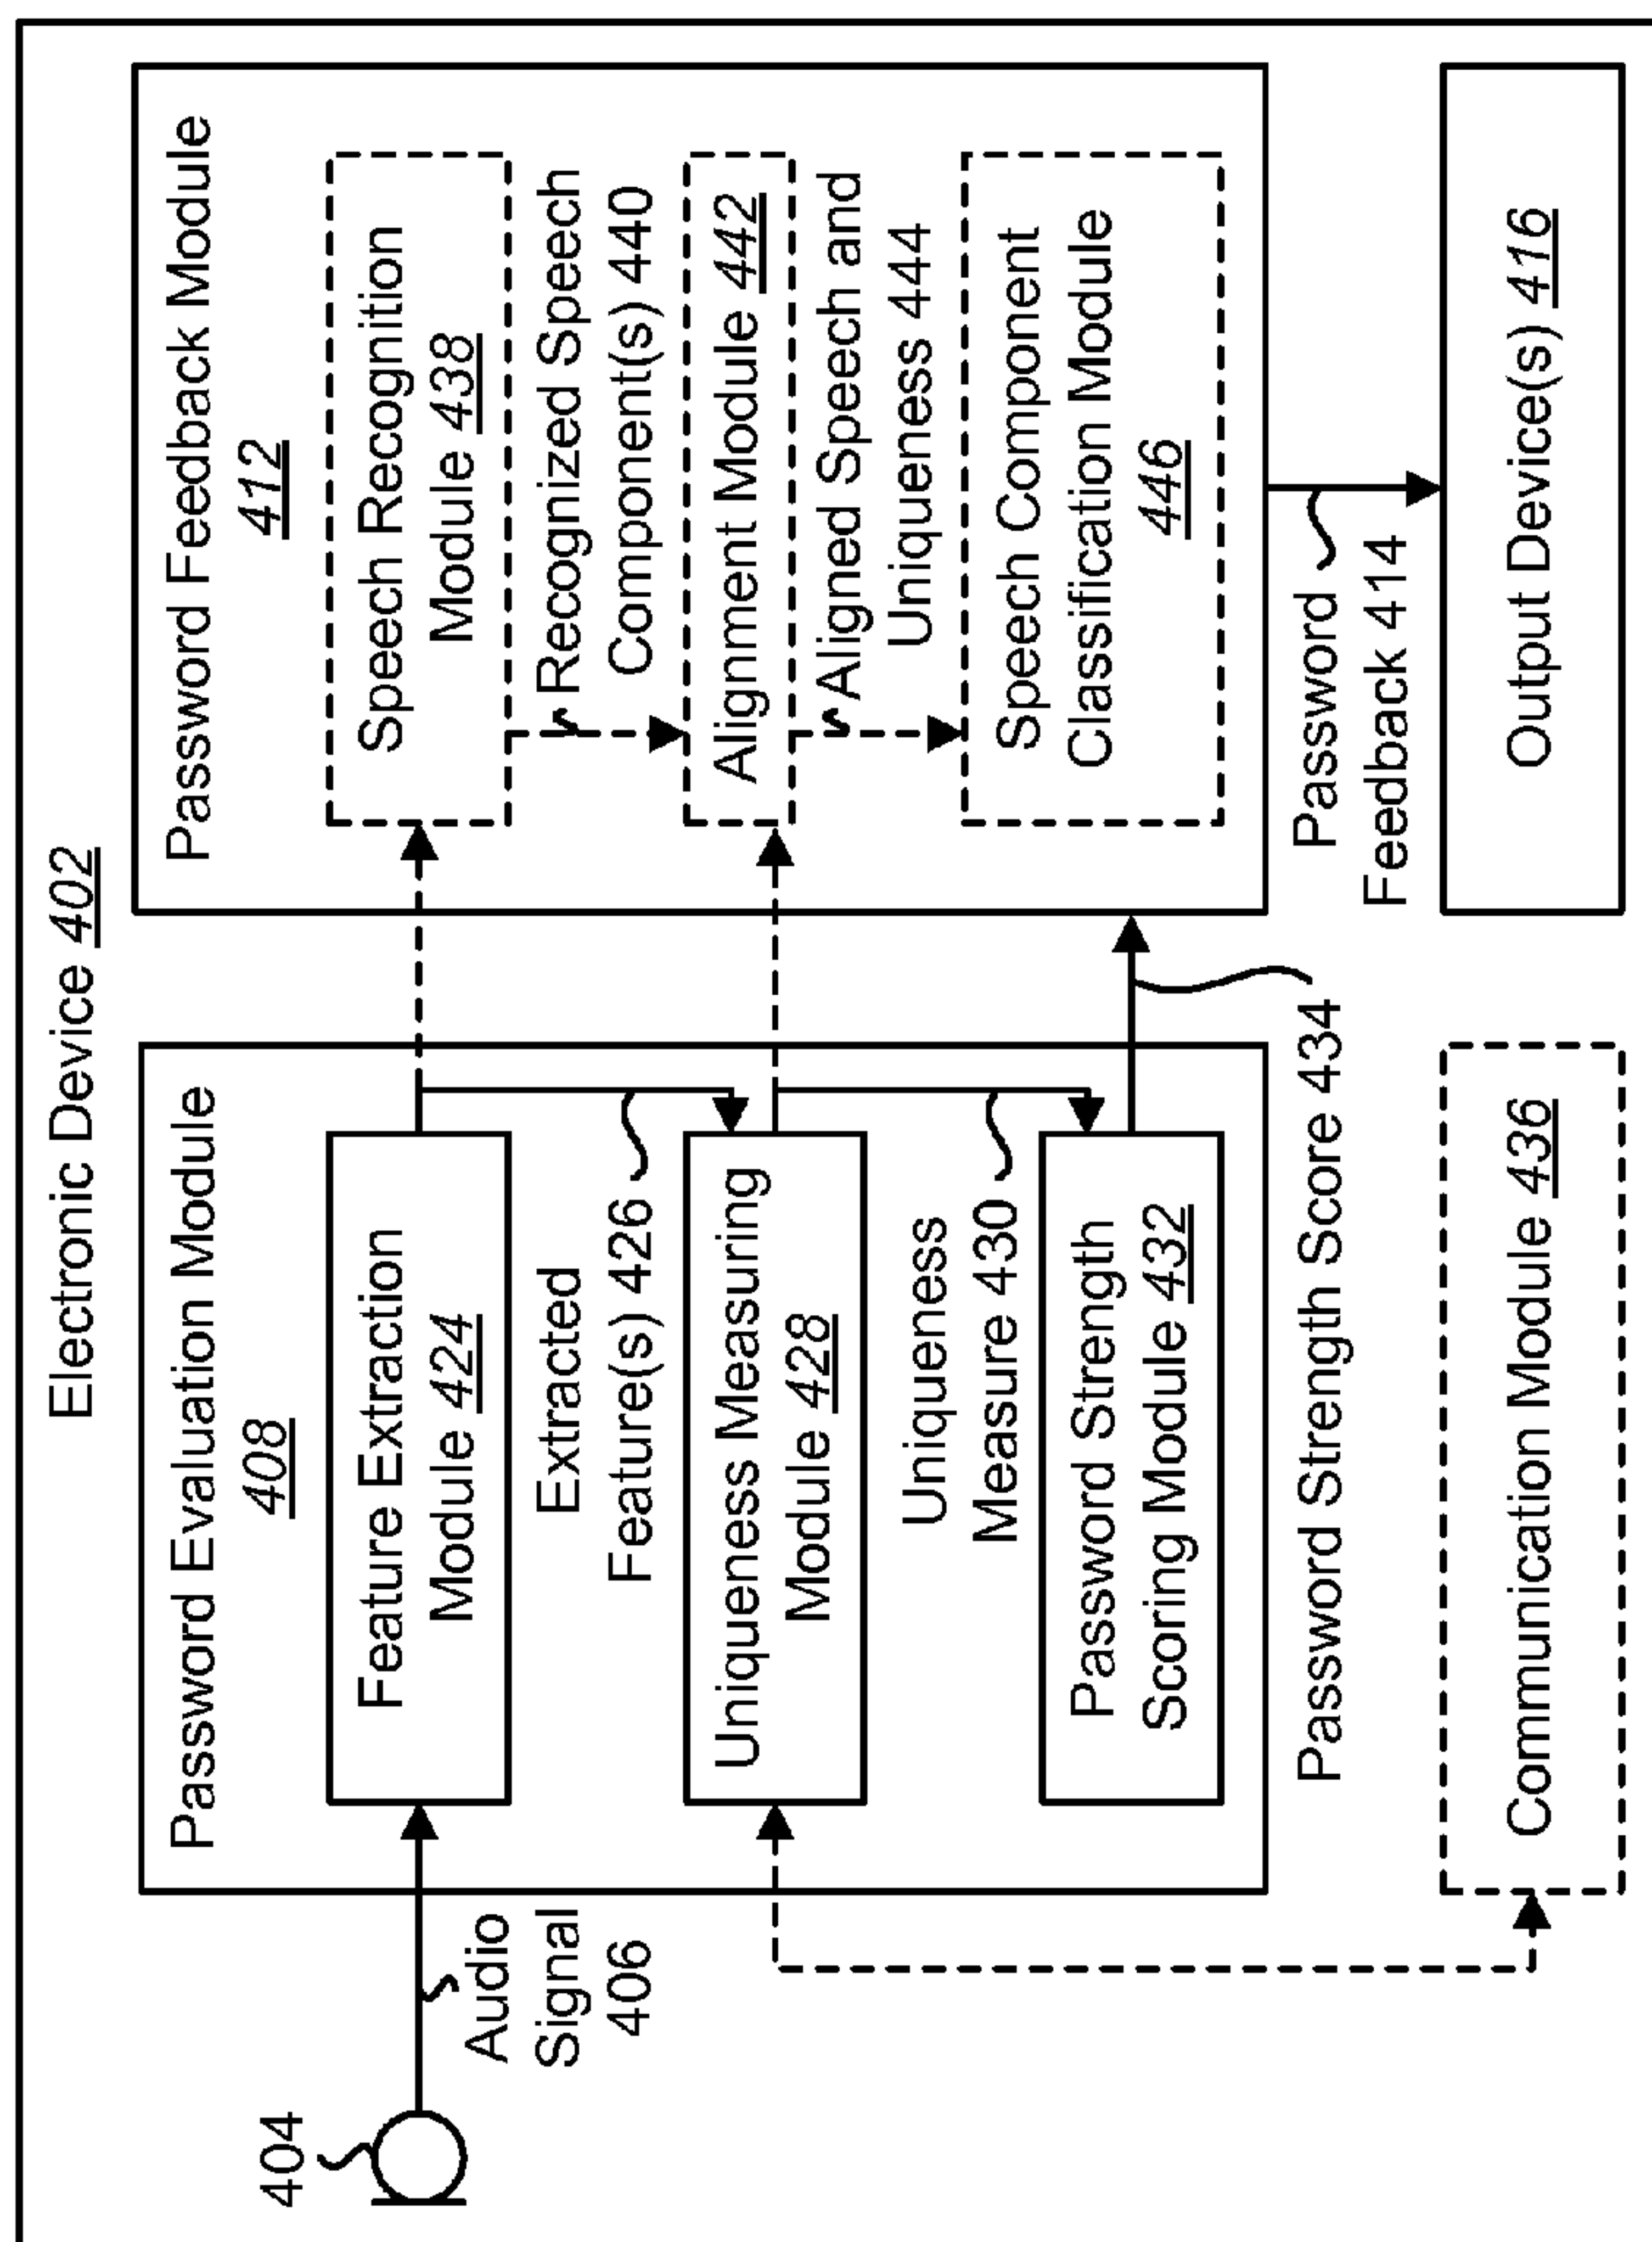 Electronic Device 402
Password Evaluation Module
408
Feature Extraction
Module 424
Extracted
Feature(s) 426
Uniqueness Measuring
Module 428
Uniqueness
Measure 430
Password Strength
Scoring Module 432
404
Audio
Signal
406
Password Strength Score 434
Communication Module 436
Password Feedback Module
412
Speech Recognition
Module 438
Recognized Speech
Component(s) 440
Alignment Module 442
Aligned Speech and
Uniqueness 444
Speech Component
Classification Module
446
Password
Feedback 414
Output Device(s) 416